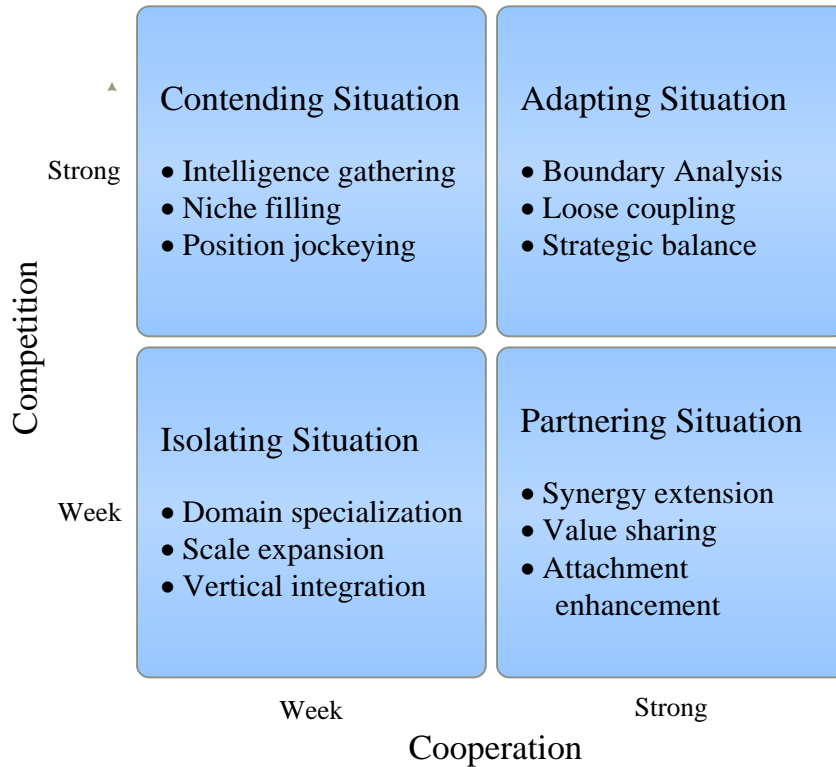 Contending Situation
• Intelligence gathering
• Niche filling
• Position jockeying
Adapting Situation
• Boundary Analysis
• Loose coupling
• Strategic balance
Strong
Competition
Isolating Situation
• Domain specialization
• Scale expansion
• Vertical integration
Partnering Situation
• Synergy extension
• Value sharing
• Attachment
enhancement
Week
Week
Strong
Cooperation